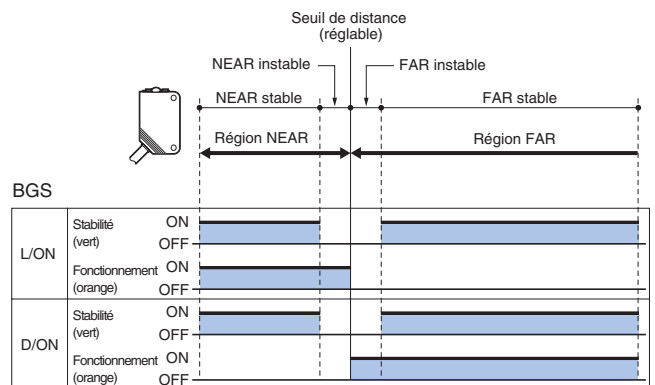 Seuil de distance
(réglable)
NEAR instable
FAR instable
NEAR stable
FAR stable
Région NEAR
Région FAR
BGS
L/ON
Stabilité
(vert)
ON
OFF
Fonctionnement
(orange)
ON
OFF
D/ON
Stabilité
(vert)
ON
OFF
Fonctionnement
(orange)
ON
OFF